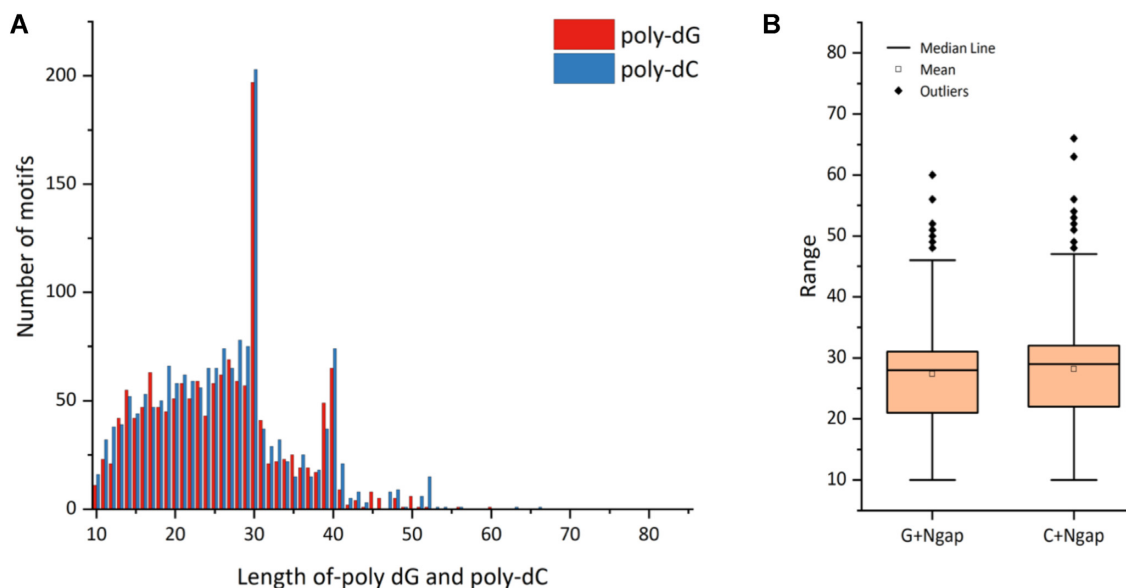 A
poly-dG
poly-dC
Number of motifs
200
150
100
50
0
10 20 30 40 50 60 70 80
Length of-poly dG and poly-dC
B
Median Line
Mean
Outliers
Range
80
70
60
50
40
30
20
10
G+Ngap C+Ngap